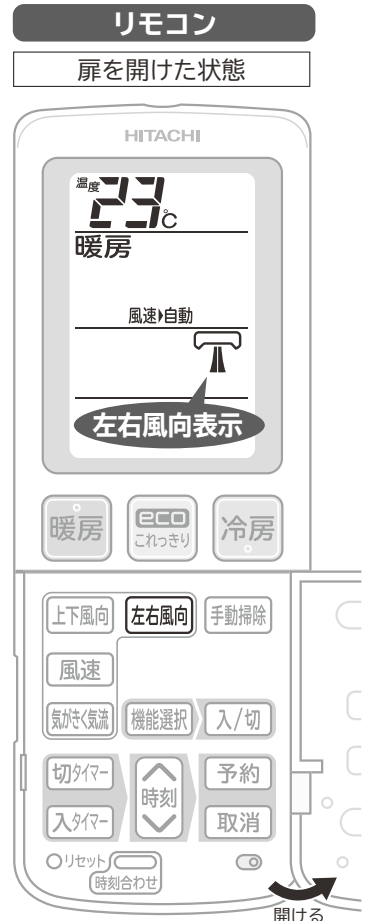 リモコン
扉を開けた状態
HITACHI
温度23℃
暖房
風速▶自動
左右風向表示
暖房
eco
これっきり
冷房
上下風向 左右風向 手動掃除
風速
気がきく気流 機能選択 入/切
切タイマー 時刻 予約
入タイマー 取消
リセット
時刻合わせ
開ける